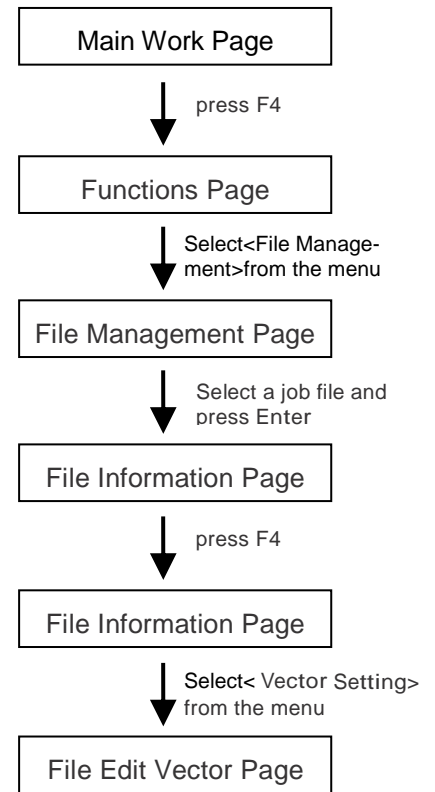 Main Work Page
press F4
Functions Page
Select<File Manage-
ment>from the menu
File Management Page
Select a job file and
press Enter
File Information Page
press F4
File Information Page
Select< Vector Setting>
from the menu
File Edit Vector Page